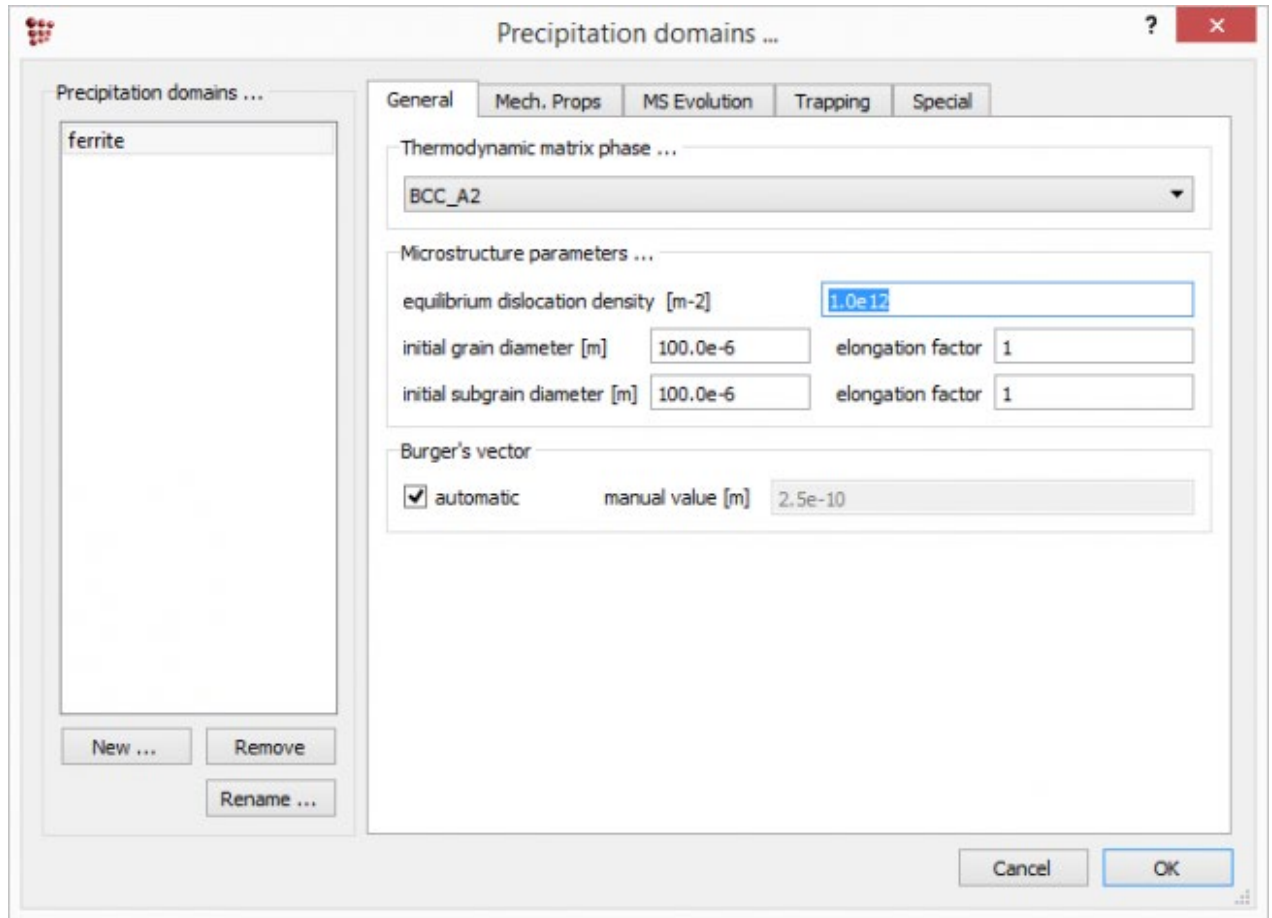 Precipitation domains ...
?
Precipitation domains ...
ferrite
New ...
Remove
Rename ...
General
Mech. Props
MS Evolution
Trapping
Special
Thermodynamic matrix phase ...
BCC_A2
Microstructure parameters ...
equilibrium dislocation density [m-2] 1.0e12
initial grain diameter [m] 100.0e-6 elongation factor 1
initial subgrain diameter [m] 100.0e-6 elongation factor 1
Burger's vector
automatic manual value [m] 2.5e-10
Cancel
OK